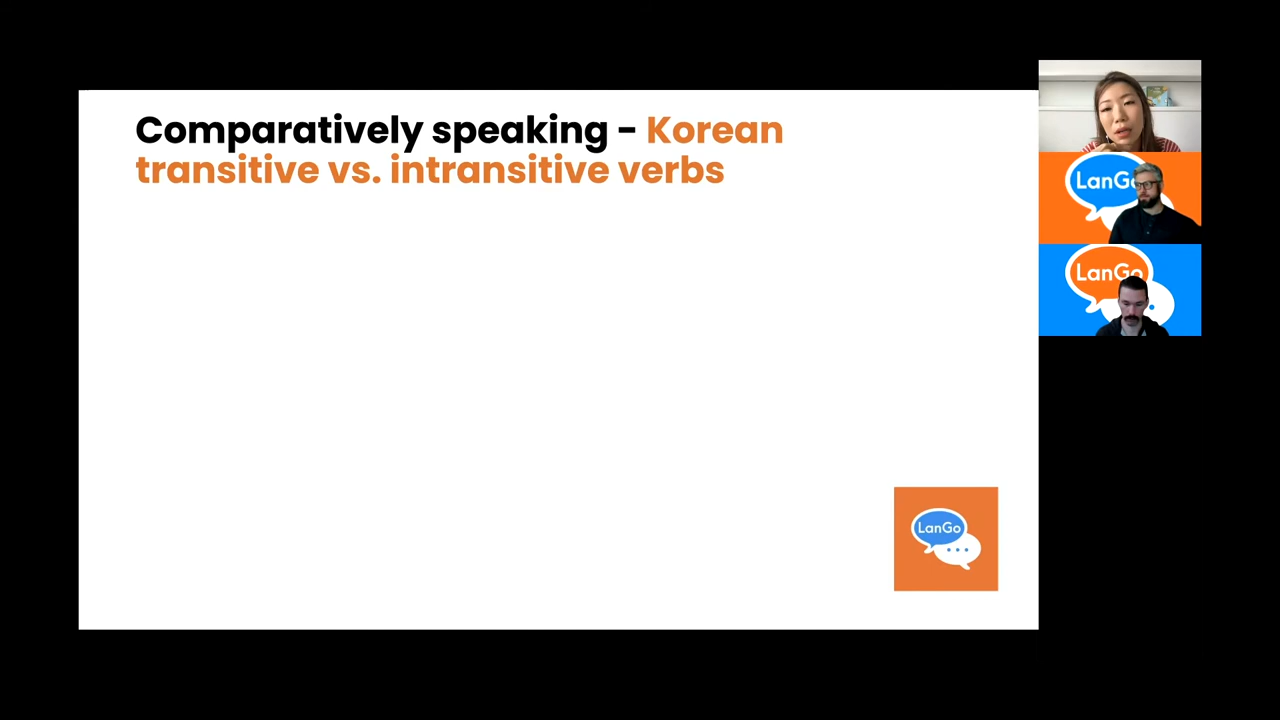 Comparatively speaking - Korean
transitive vs. intransitive verbs
LanGo
LanGo
LanGo